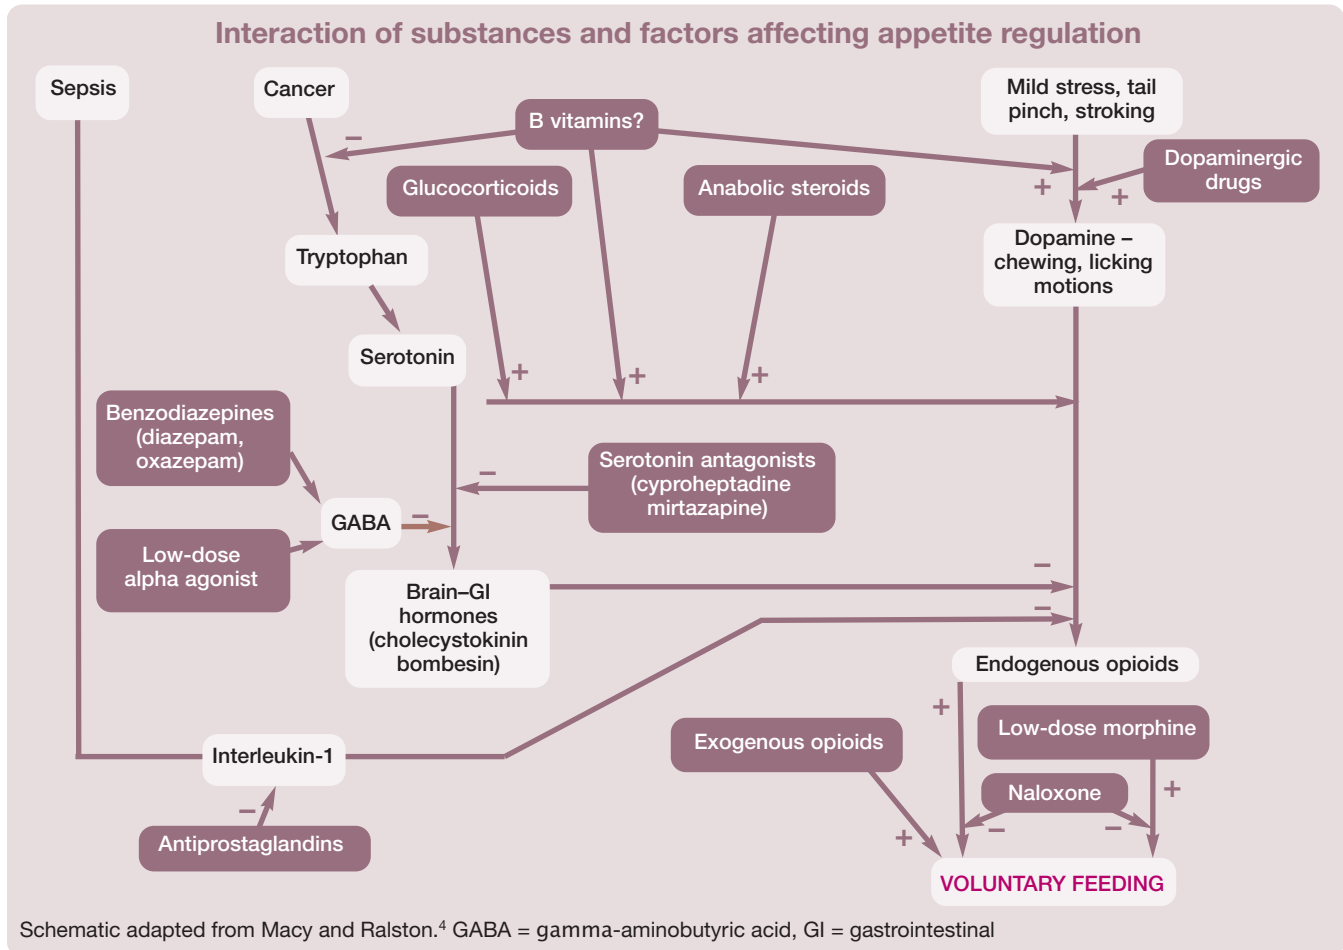 Interaction of substances and factors affecting appetite regulation
Sepsis
Cancer
B vitamins?
Mild stress, tail
pinch, stroking
–
Glucocorticoids
Anabolic steroids
+
+
Dopaminergic
drugs
Tryptophan
Dopamine –
chewing, licking
motions
Serotonin
+
+
+
Benzodiazepines
(diazepam,
oxazepam)
–
Serotonin antagonists
(cyproheptadine
mirtazapine)
GABA
–
Low-dose
alpha agonist
Brain–GI
hormones
(cholecystokinin
bombesin)
–
–
Endogenous opioids
+
Low-dose morphine
Exogenous opioids
Interleukin-1
Naloxone
+
–
–
–
+
Antiprostaglandins
VOLUNTARY FEEDING
Schematic adapted from Macy and Ralston.4 GABA = gamma-aminobutyric acid, GI = gastrointestinal